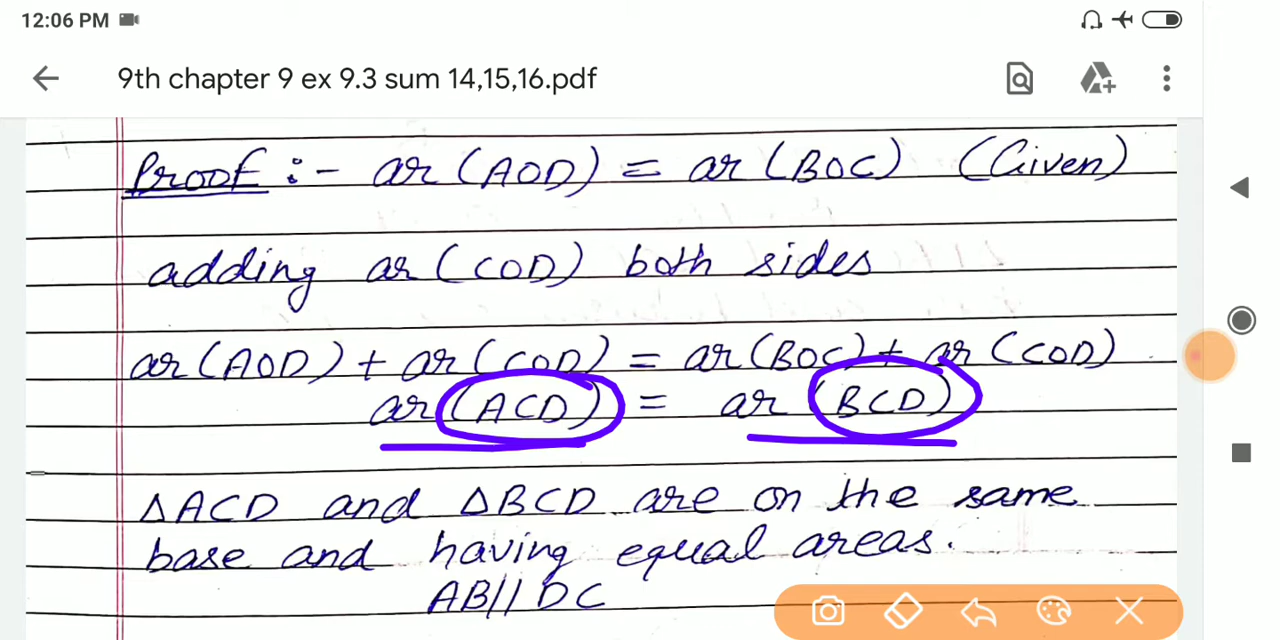 12:06 PM
9th chapter 9 ex 9.3 sum 14,15,16.pdf
Proof :- ar (AOD) = ar (BOC) (Given)
adding ar (COD) both sides
ar (AOD) + ar (COD) = ar (BOC) + ar (COD)
ar (ACD) = ar (BCD)
△ACD and △BCD are on the same
base and having equal areas.
AB//DC